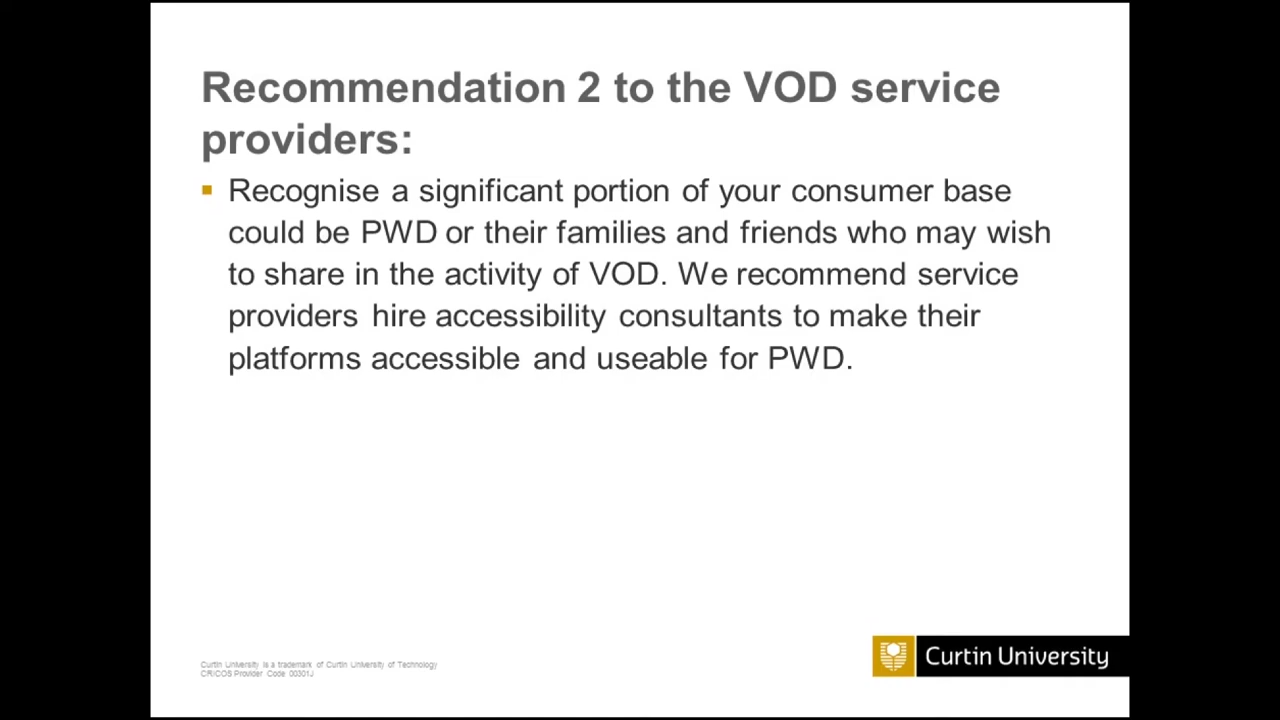 Recommendation 2 to the VOD service
providers:
Recognise a significant portion of your consumer base
could be PWD or their families and friends who may wish
to share in the activity of VOD. We recommend service
providers hire accessibility consultants to make their
platforms accessible and useable for PWD.
Curtin University is a trademark of Curtin University of Technology
CRICOS Provider Code 00301J
Curtin University